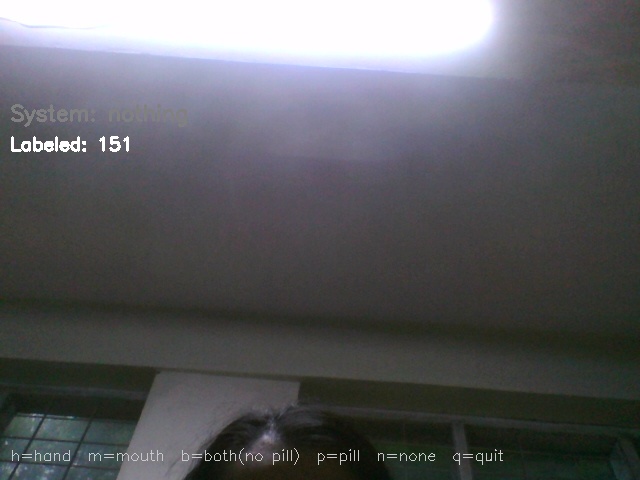 System: nothing
Labeled: 151
h=hand m=mouth b=both(no pill) p=pill n=none q=quit